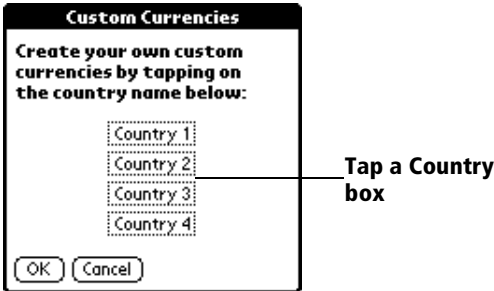 Custom Currencies
Create your own custom
currencies by tapping on
the country name below:
Country 1
Country 2
Country 3
Country 4
Tap a Country
box
OK Cancel